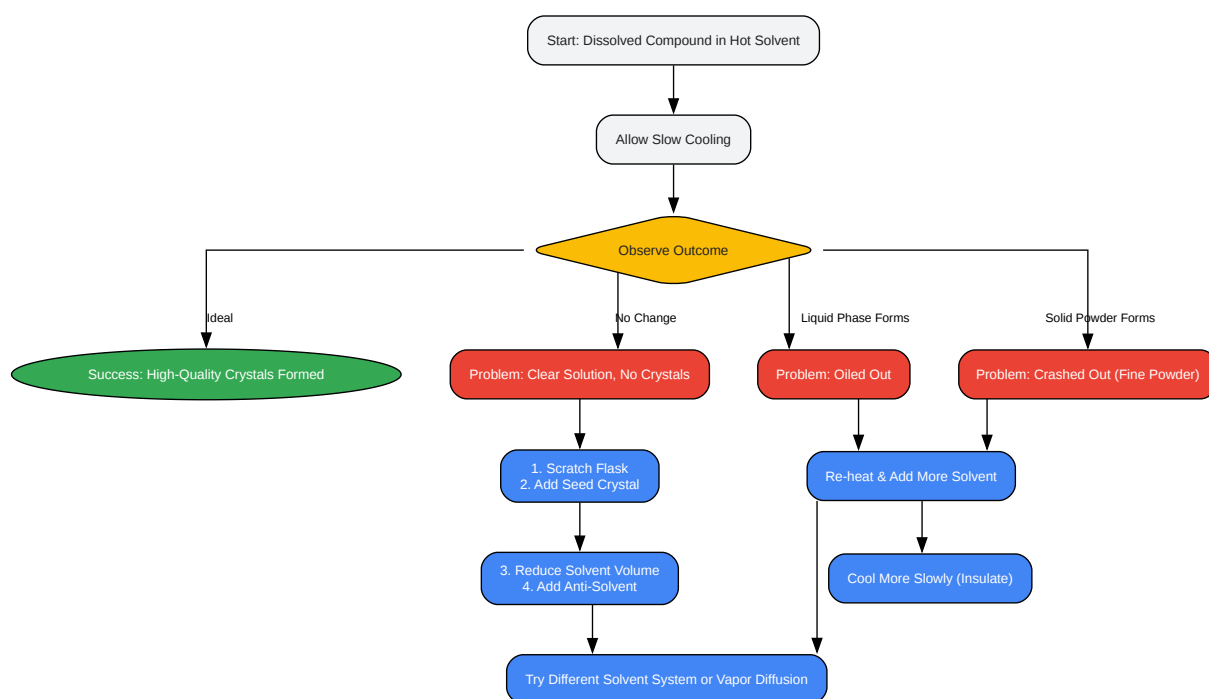 Start: Dissolved Compound in Hot Solvent
Allow Slow Cooling
Observe Outcome
Ideal
No Change
Liquid Phase Forms
Solid Powder Forms
Success: High-Quality Crystals Formed
Problem: Clear Solution, No Crystals
Problem: Oiled Out
Problem: Crashed Out (Fine Powder)
1. Scratch Flask
2. Add Seed Crystal
Re-heat & Add More Solvent
3. Reduce Solvent Volume
4. Add Anti-Solvent
Cool More Slowly (Insulate)
Try Different Solvent System or Vapor Diffusion